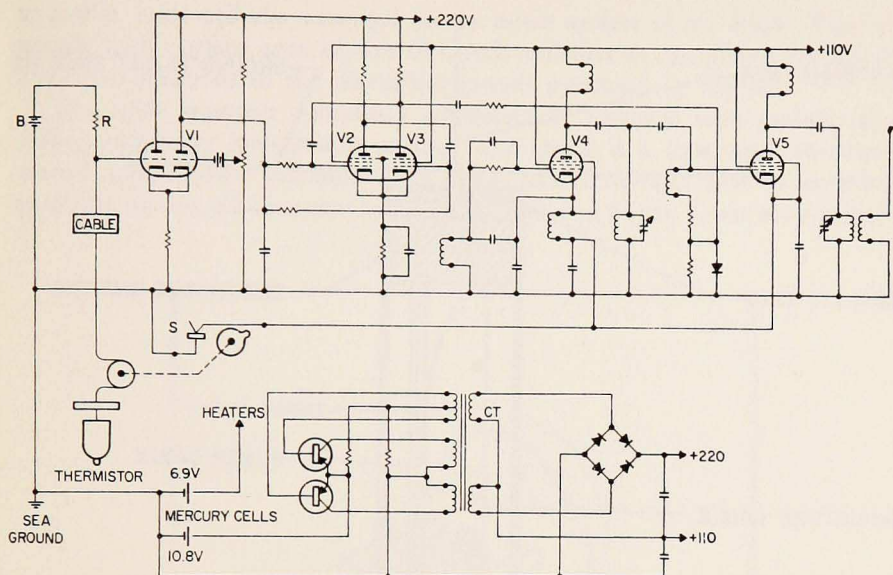 +220V
+110V
B
R
V1
V2
V3
V4
V5
CABLE
S
HEATERS
CT
THERMISTOR
6.9V
+220
SEA
GROUND
MERCURY CELLS
10.8V
+110